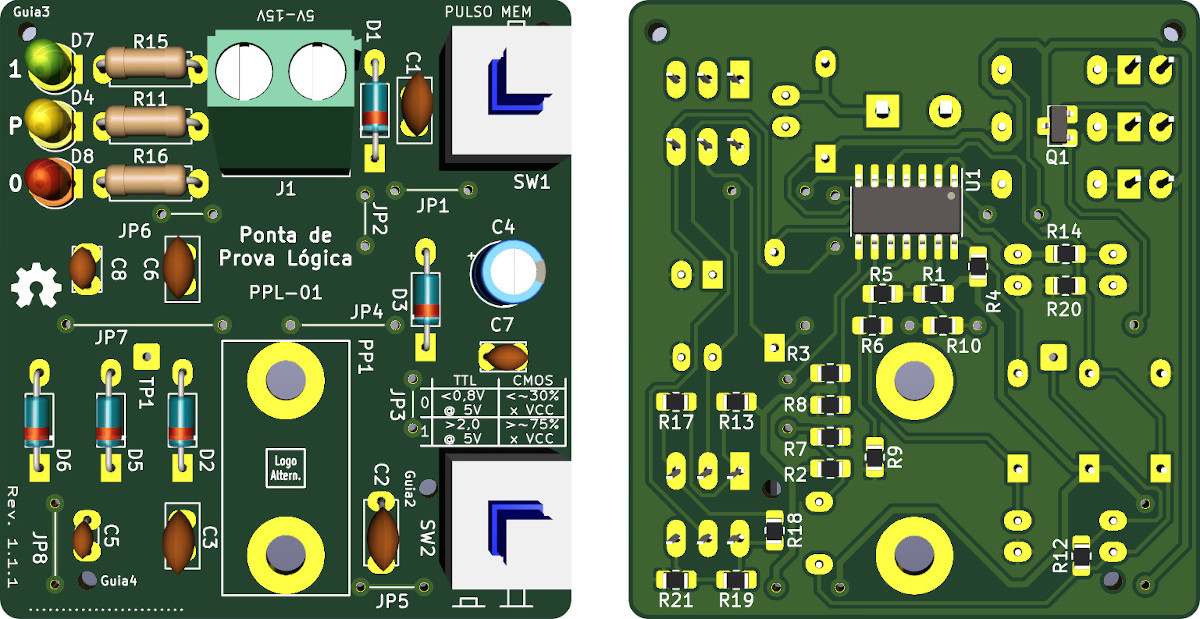 Guia3
5V-15V
PULSO MEM
D7
R15
D1
C1
1
D4
R11
P
D8
R16
0
J1
SW1
JP1
JP2
JP6
Ponta de
Prova Lógica
PPL-01
C4
+
C8
C6
D3
JP4
JP7
C7
PP1
TP1
JP3
TTL CMOS
0 <0,8V <~30%
@ 5V x VCC
1 >2,0 >~75%
@ 5V x VCC
D6
D5
D2
Logo
Altern.
C2
Guia2
SW2
Rev. 1.1.1
JP8
C5
C3
Guia4
JP5
Q1
U1
R14
R5
R1
R4
R20
R6
R10
R3
R17
R13
R8
R7
R9
R2
R18
R12
R21
R19